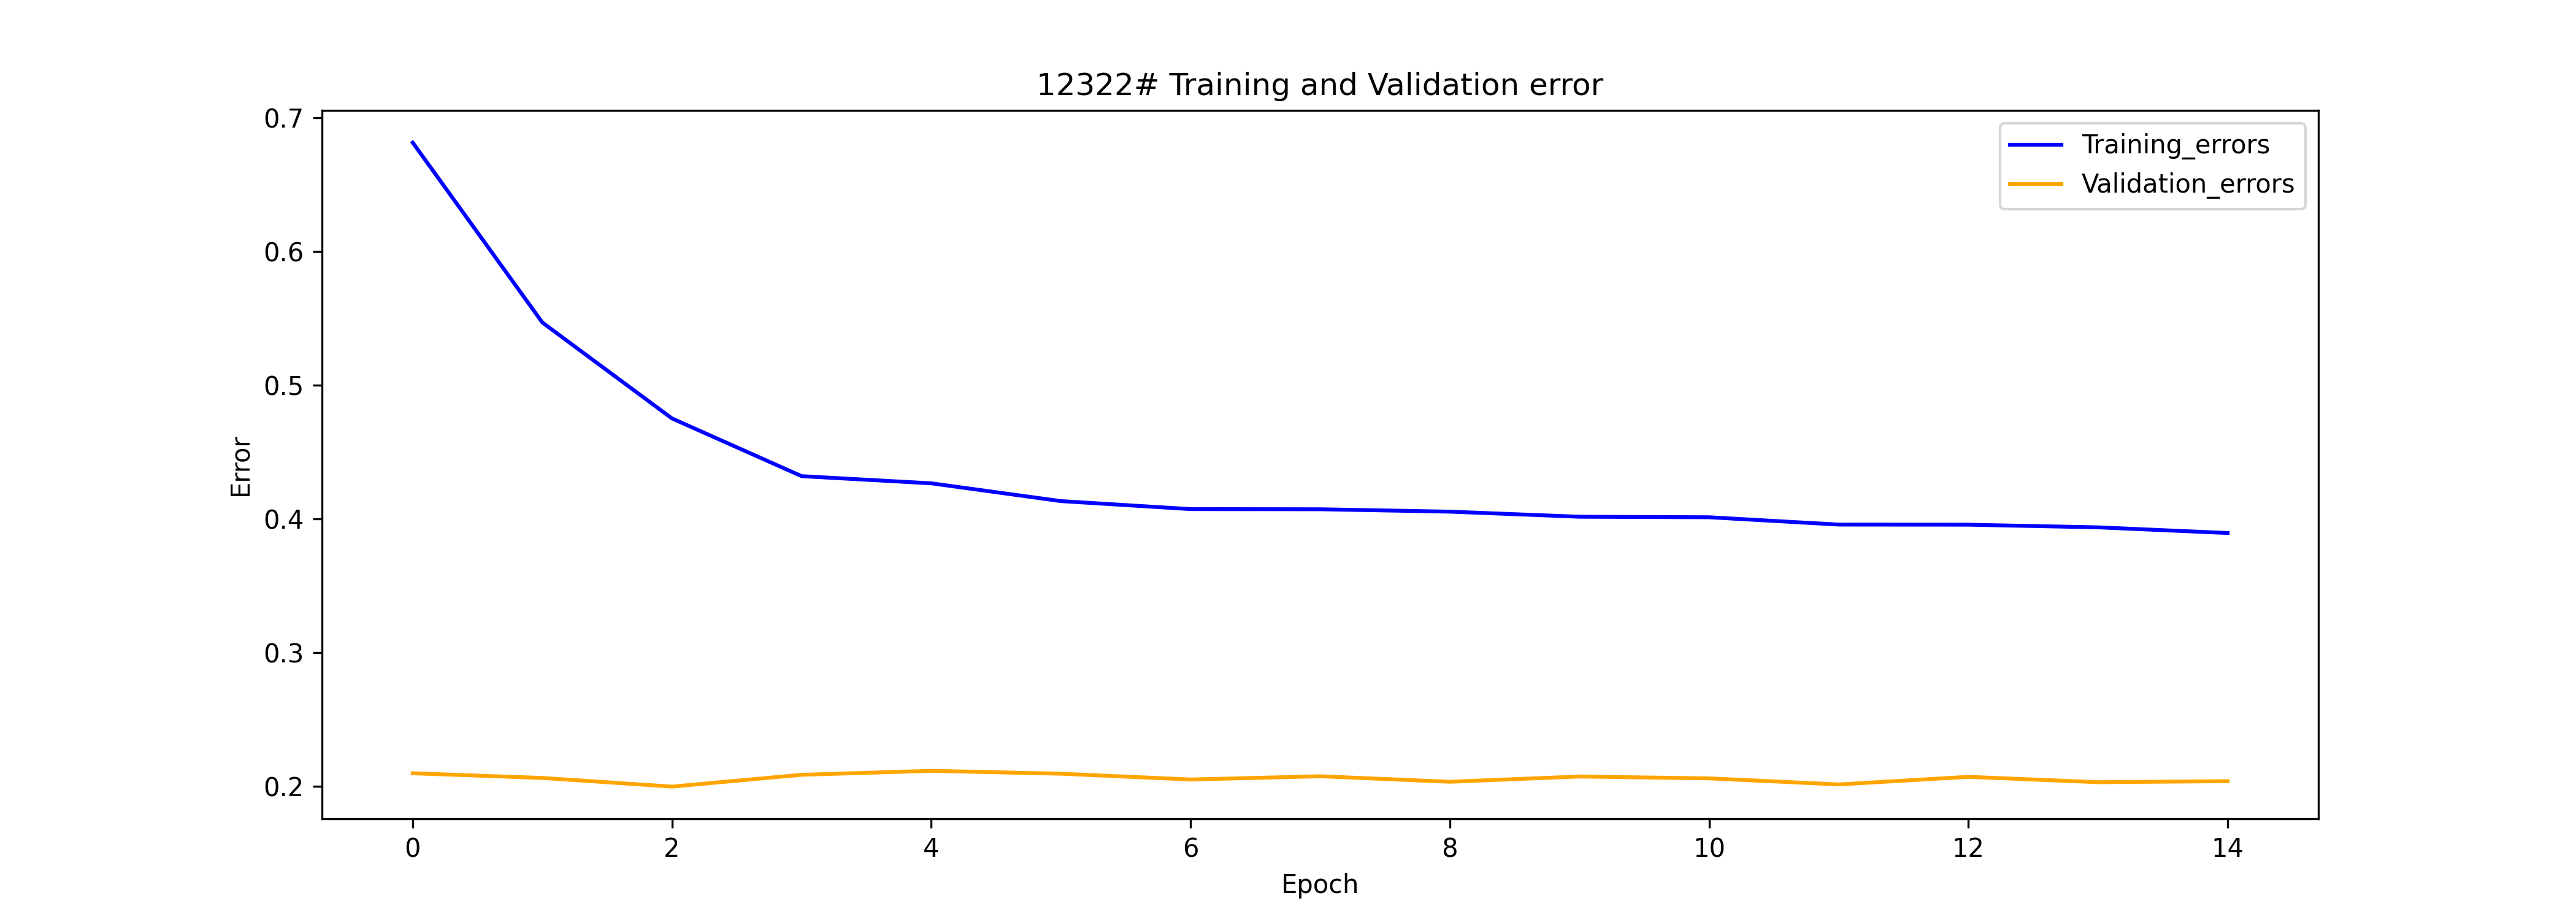 12322# Training and Validation error
Training_errors
Validation_errors
0.7
0.6
0.5
0.4
0.3
0.2
Error
0 2 4 6 8 10 12 14
Epoch